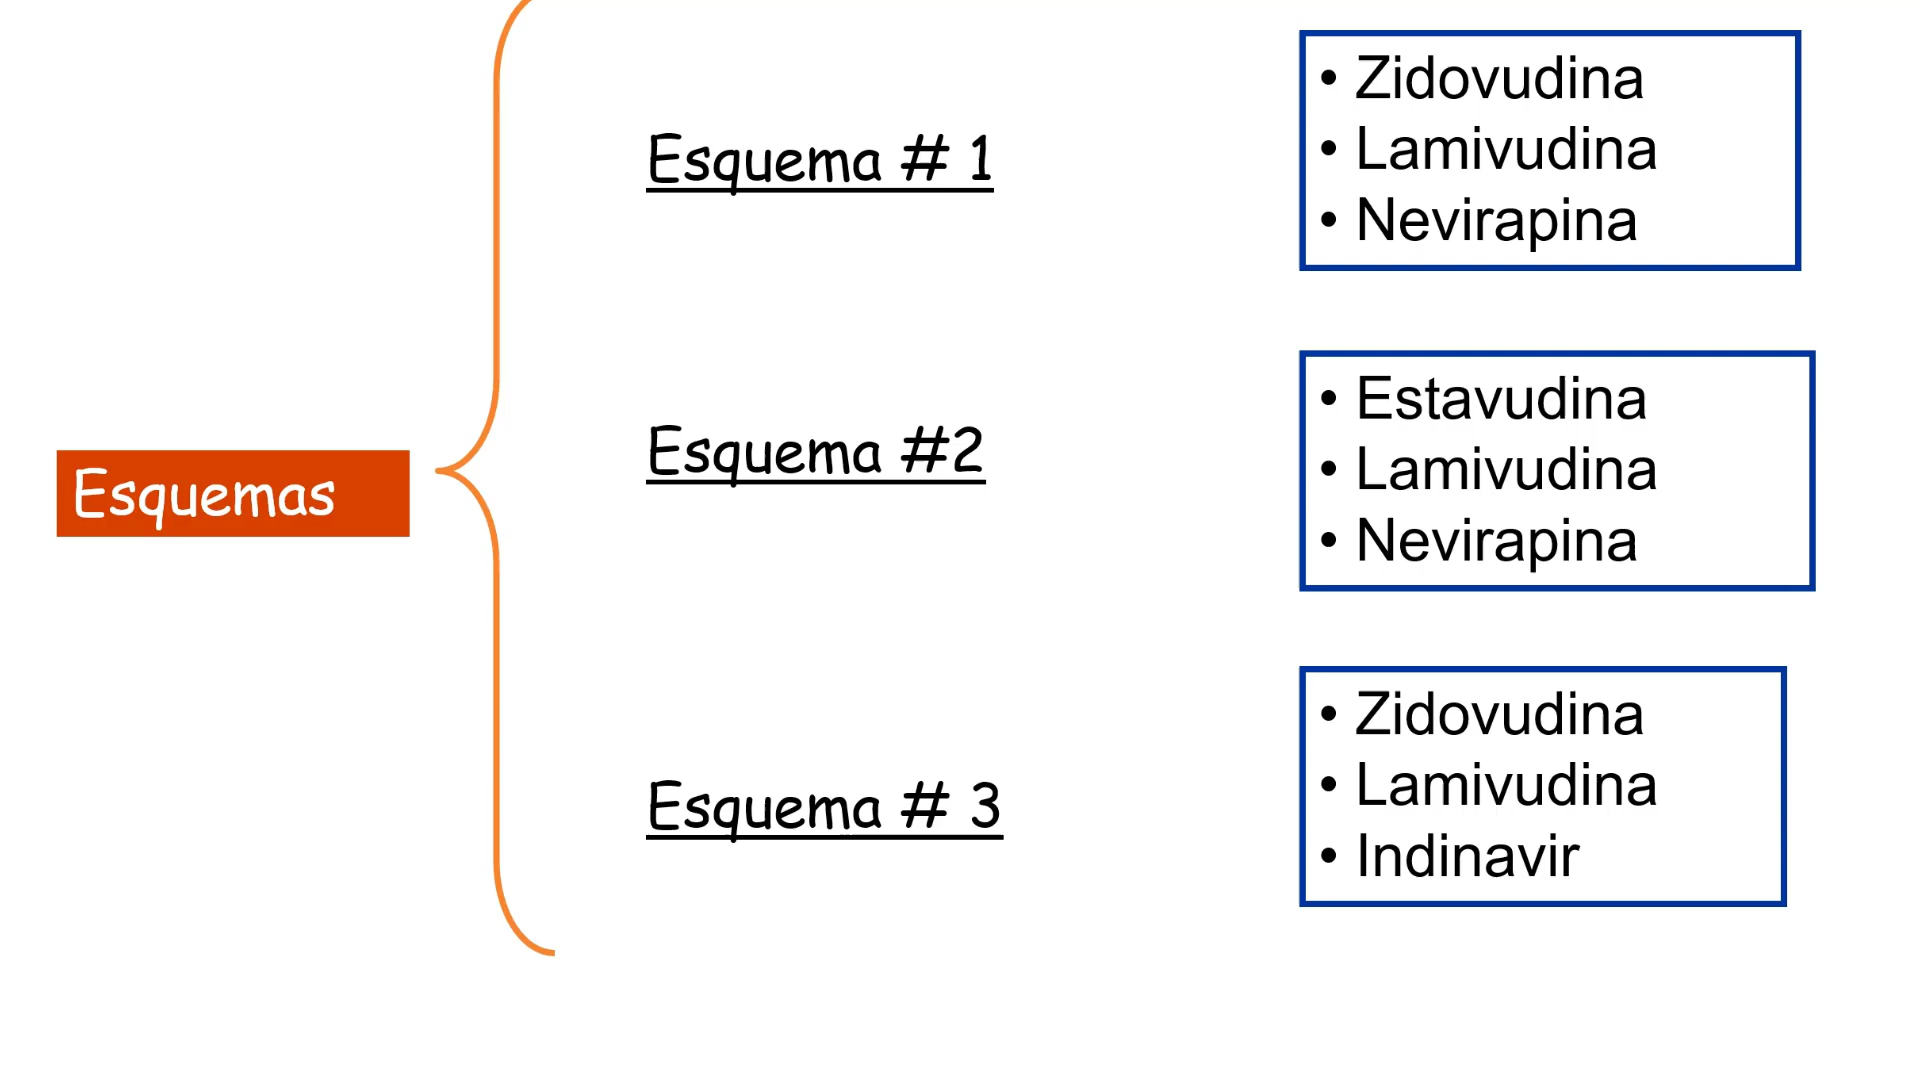 Esquemas
Esquema # 1
• Zidovudina
• Lamivudina
• Nevirapina
Esquema #2
• Estavudina
• Lamivudina
• Nevirapina
Esquema # 3
• Zidovudina
• Lamivudina
• Indinavir